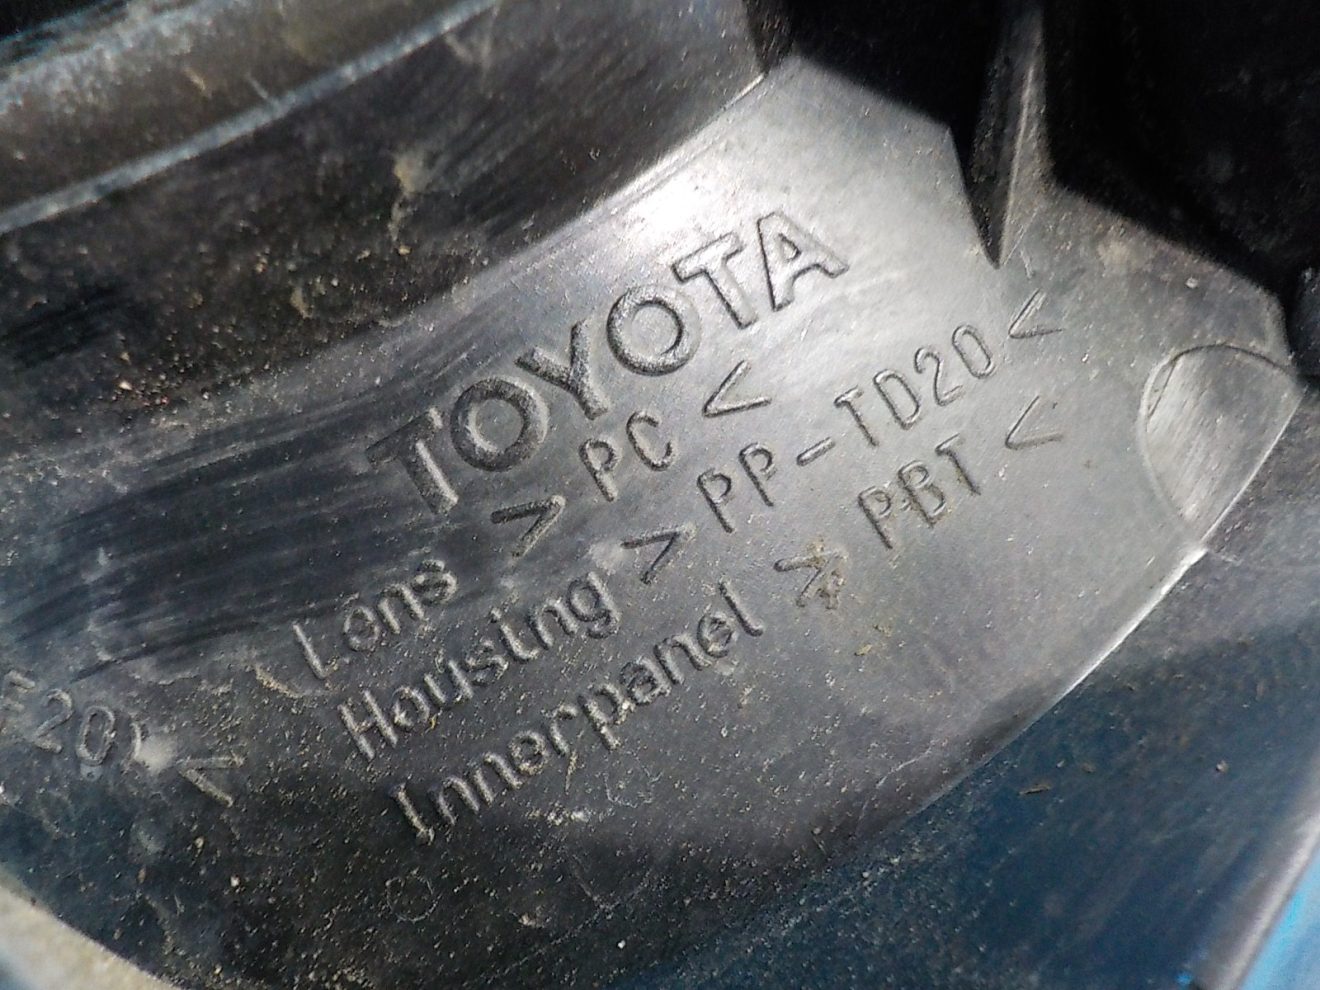 TOYOTA
Lens >PC<
Housing >PP-TD20<
Innerpanel >PBT<